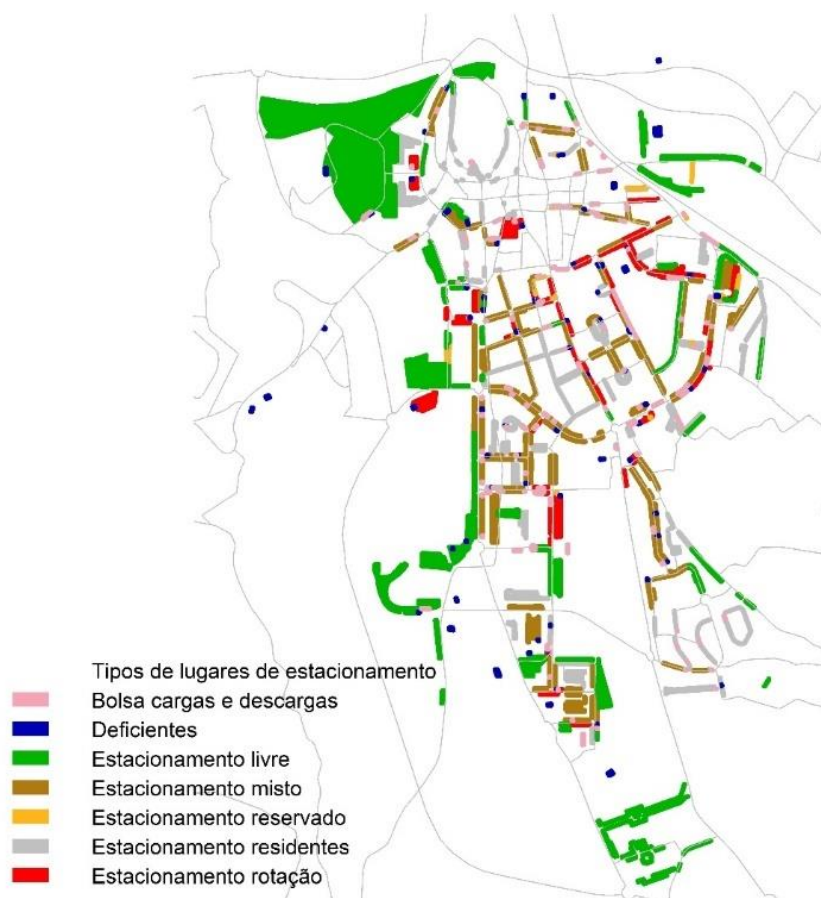 Tipos de lugares de estacionamento
Bolsa cargas e descargas
Deficientes
Estacionamento livre
Estacionamento misto
Estacionamento reservado
Estacionamento residentes
Estacionamento rotação